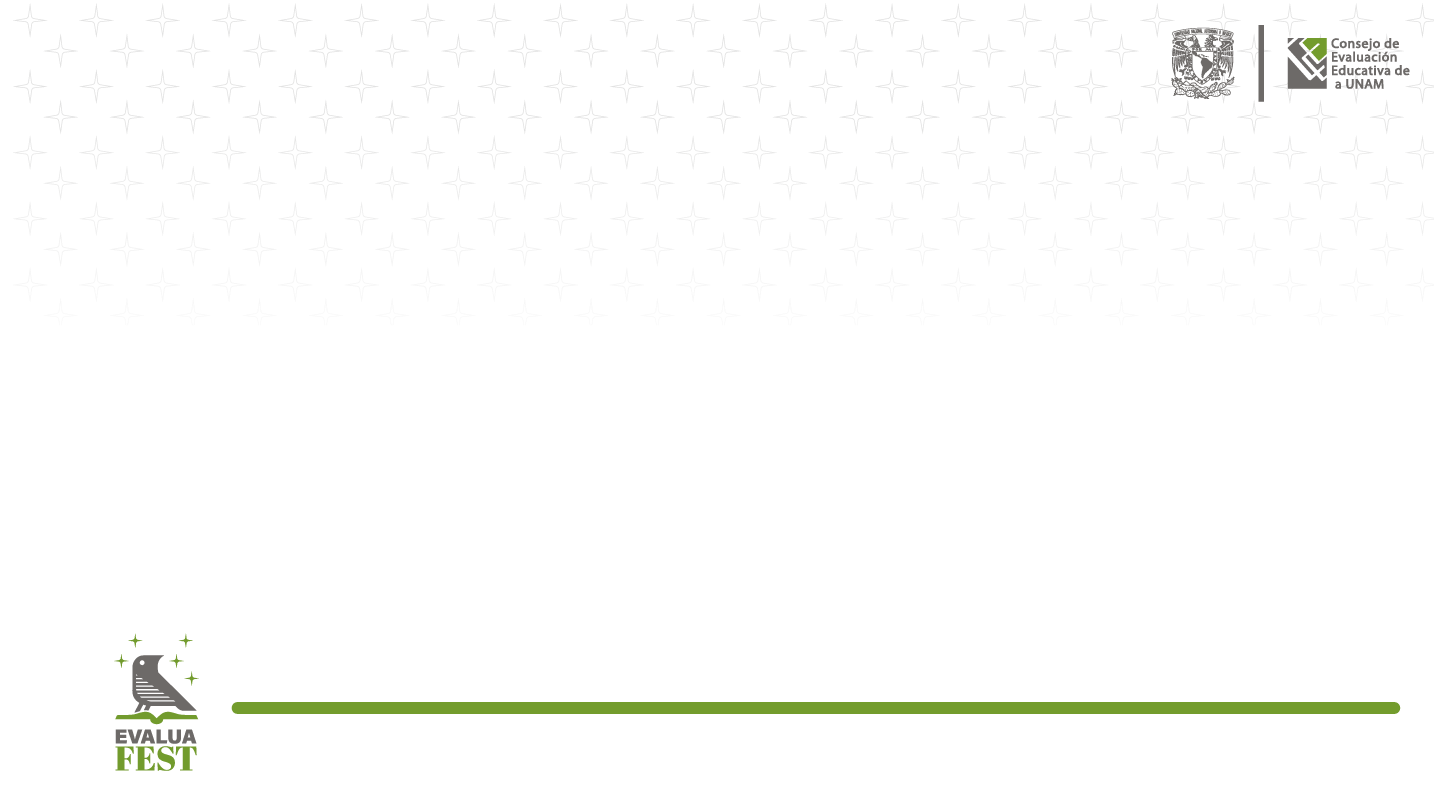 Consejo de
Evaluación
Educativa de
a UNAM
EVALUA
FEST